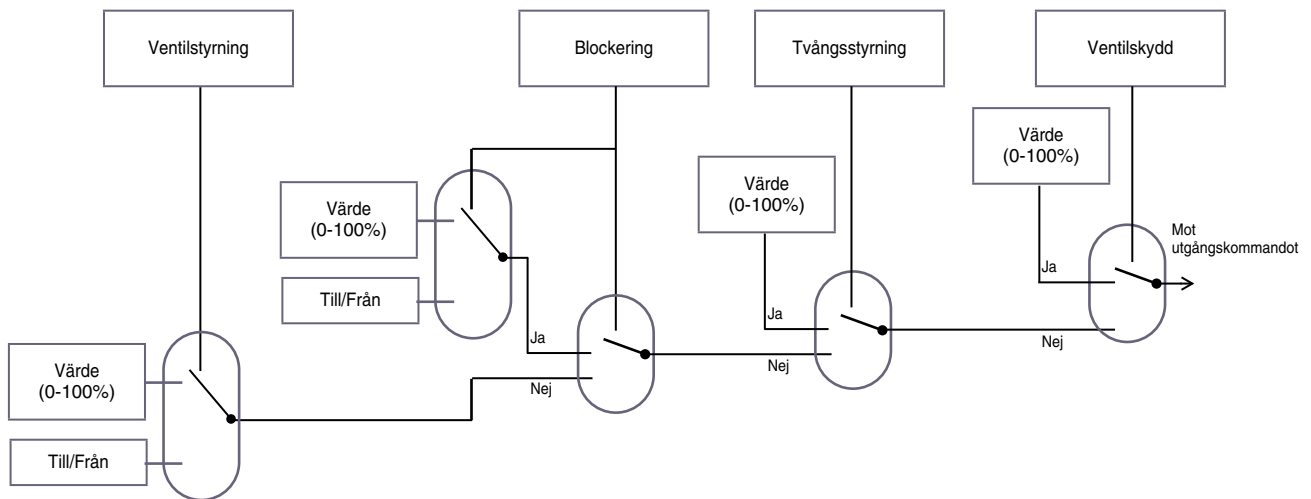 Ventilstyrning
Blockering
Tvångsstyrning
Ventilskydd
Värde
(0-100%)
Värde
(0-100%)
Värde
(0-100%)
Till/Från
Mot
utgångskommandot
Ja
Ja
Nej
Ja
Nej
Värde
(0-100%)
Nej
Till/Från